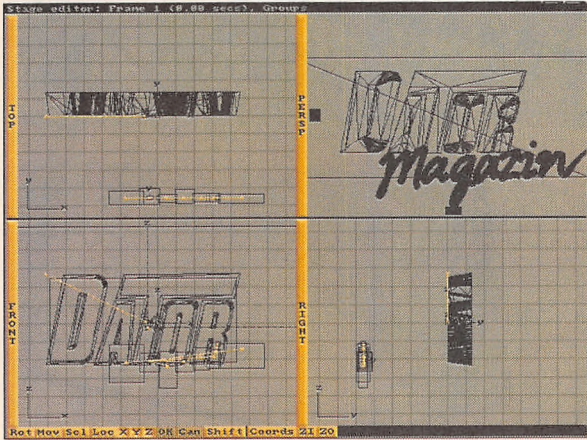 Stage editor: Frame 1 (0.00 secs), Groups
TOP
PERSP
Magazin
FRONT
DATOR
RIGHT
Rot Mov Scl Loc X Y Z OK Can Shift Coords ZI ZO